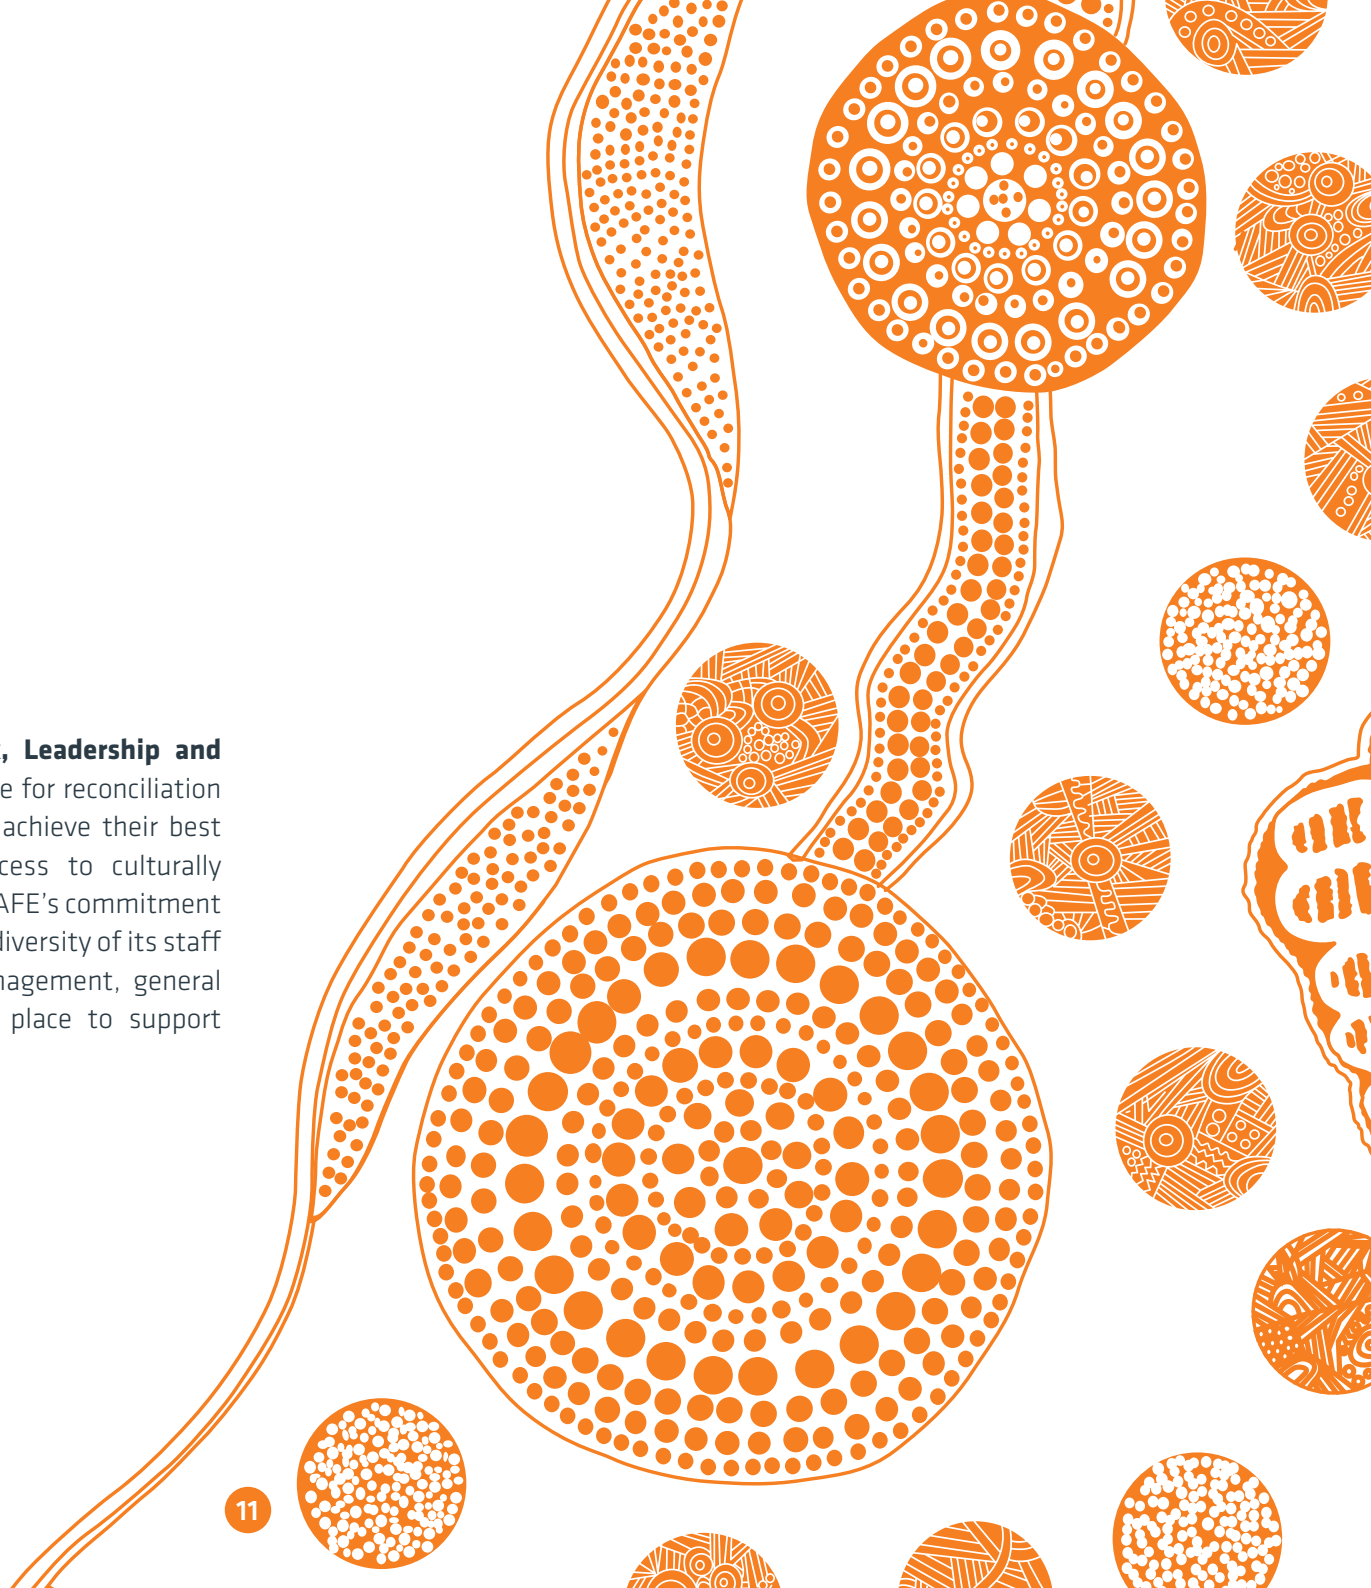 , Leadership and
e for reconciliation
achieve their best
cess to culturally
AFE's commitment
diversity of its staff
nagement, general
place to support
11